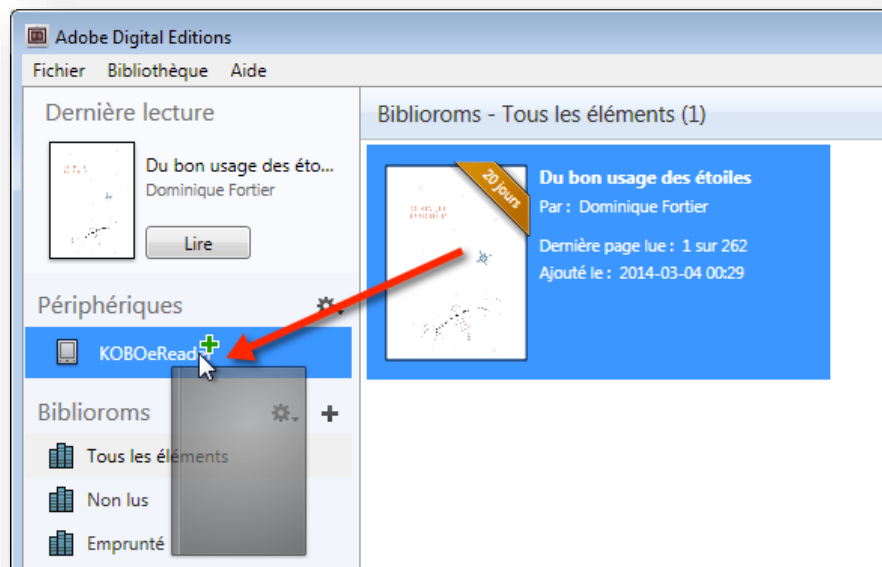 Adobe Digital Editions
Fichier Bibliothèque Aide
Dernière lecture
Du bon usage des éto...
Dominique Fortier
Lire
Périphériques
KOBOeReader
Biblioroms
Tous les éléments
Non lus
Emprunté
Biblioroms - Tous les éléments (1)
20 jours
Du bon usage des étoiles
Par : Dominique Fortier
Dernière page lue : 1 sur 262
Ajouté le : 2014-03-04 00:29